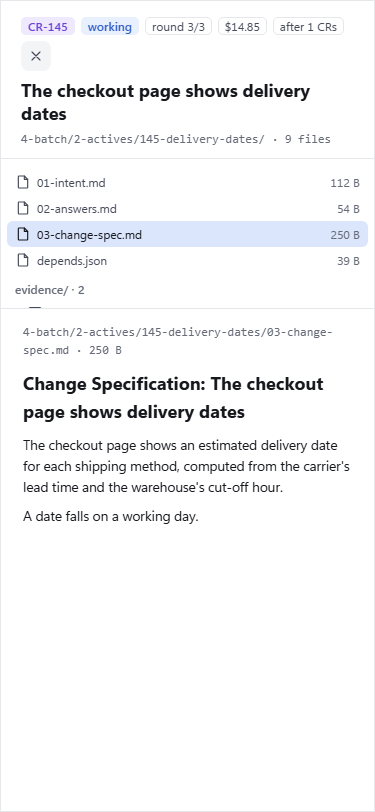 CR-145 working round 3/3 $14.85 after 1 CRs
The checkout page shows delivery
dates
4-batch/2-actives/145-delivery-dates/ · 9 files
01-intent.md 112 B
02-answers.md 54 B
03-change-spec.md 250 B
depends.json 39 B
evidence/ · 2
4-batch/2-actives/145-delivery-dates/03-change-
spec.md · 250 B
Change Specification: The checkout
page shows delivery dates
The checkout page shows an estimated delivery date
for each shipping method, computed from the carrier's
lead time and the warehouse's cut-off hour.
A date falls on a working day.